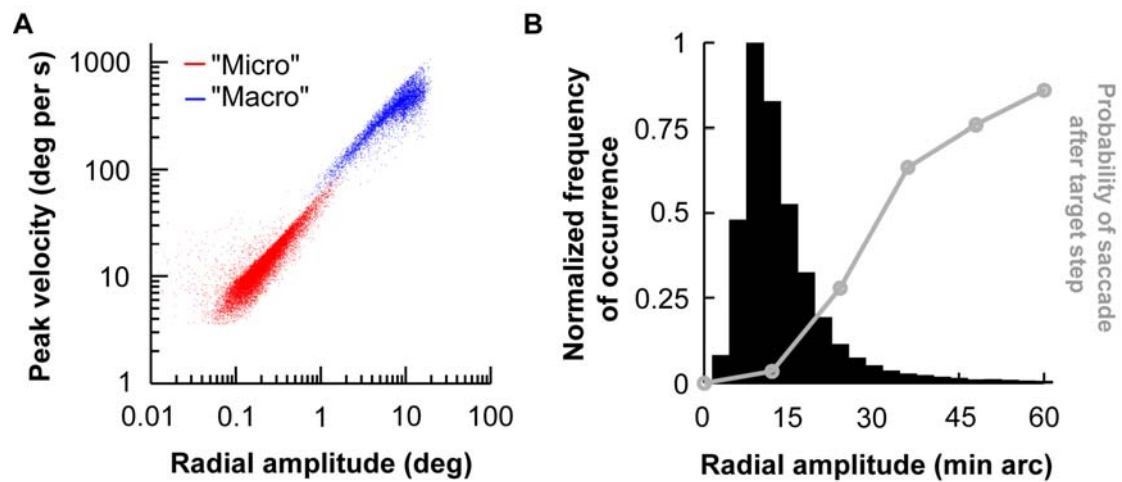 A
Peak velocity (deg per s)
1000
100
10
1
"Micro"
"Macro"
0.01 0.1 1 10 100
Radial amplitude (deg)
B
Normalized frequency
of occurrence
1
0.75
0.5
0.25
0
0 15 30 45 60
Radial amplitude (min arc)
Probability of saccade
after target step